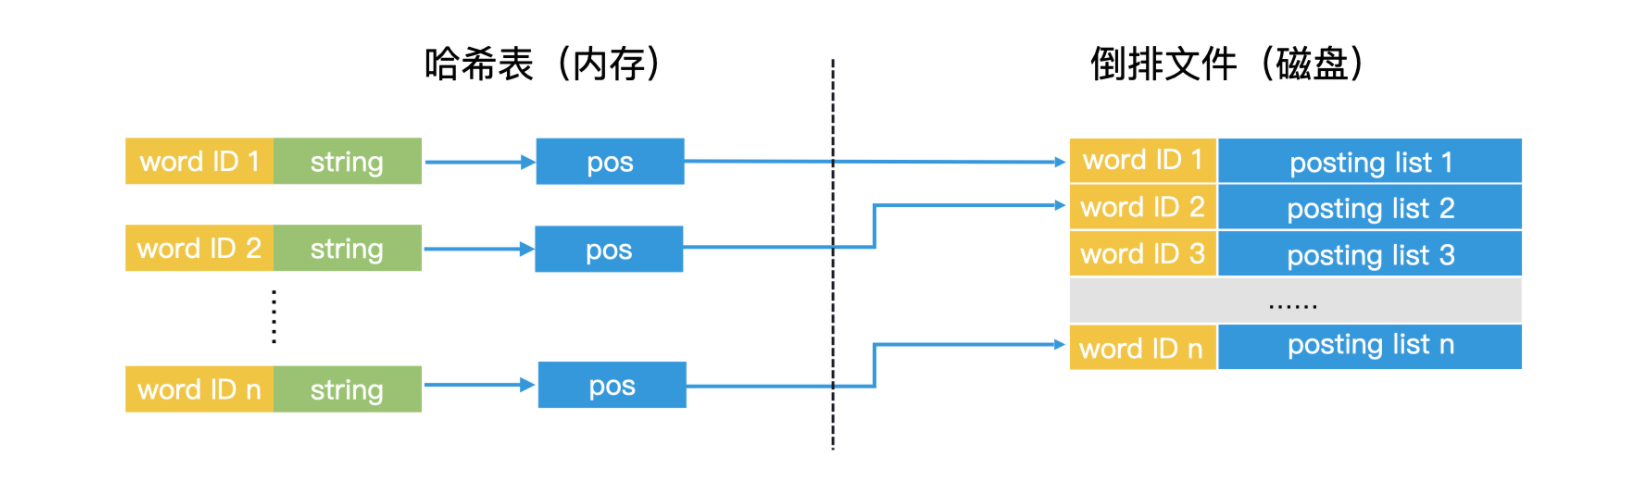 哈希表（内存）
倒排文件（磁盘）
word ID 1 string pos
word ID 1 posting list 1
word ID 2 posting list 2
word ID 2 string pos
word ID 3 posting list 3
......
......
word ID n posting list n
word ID n string pos